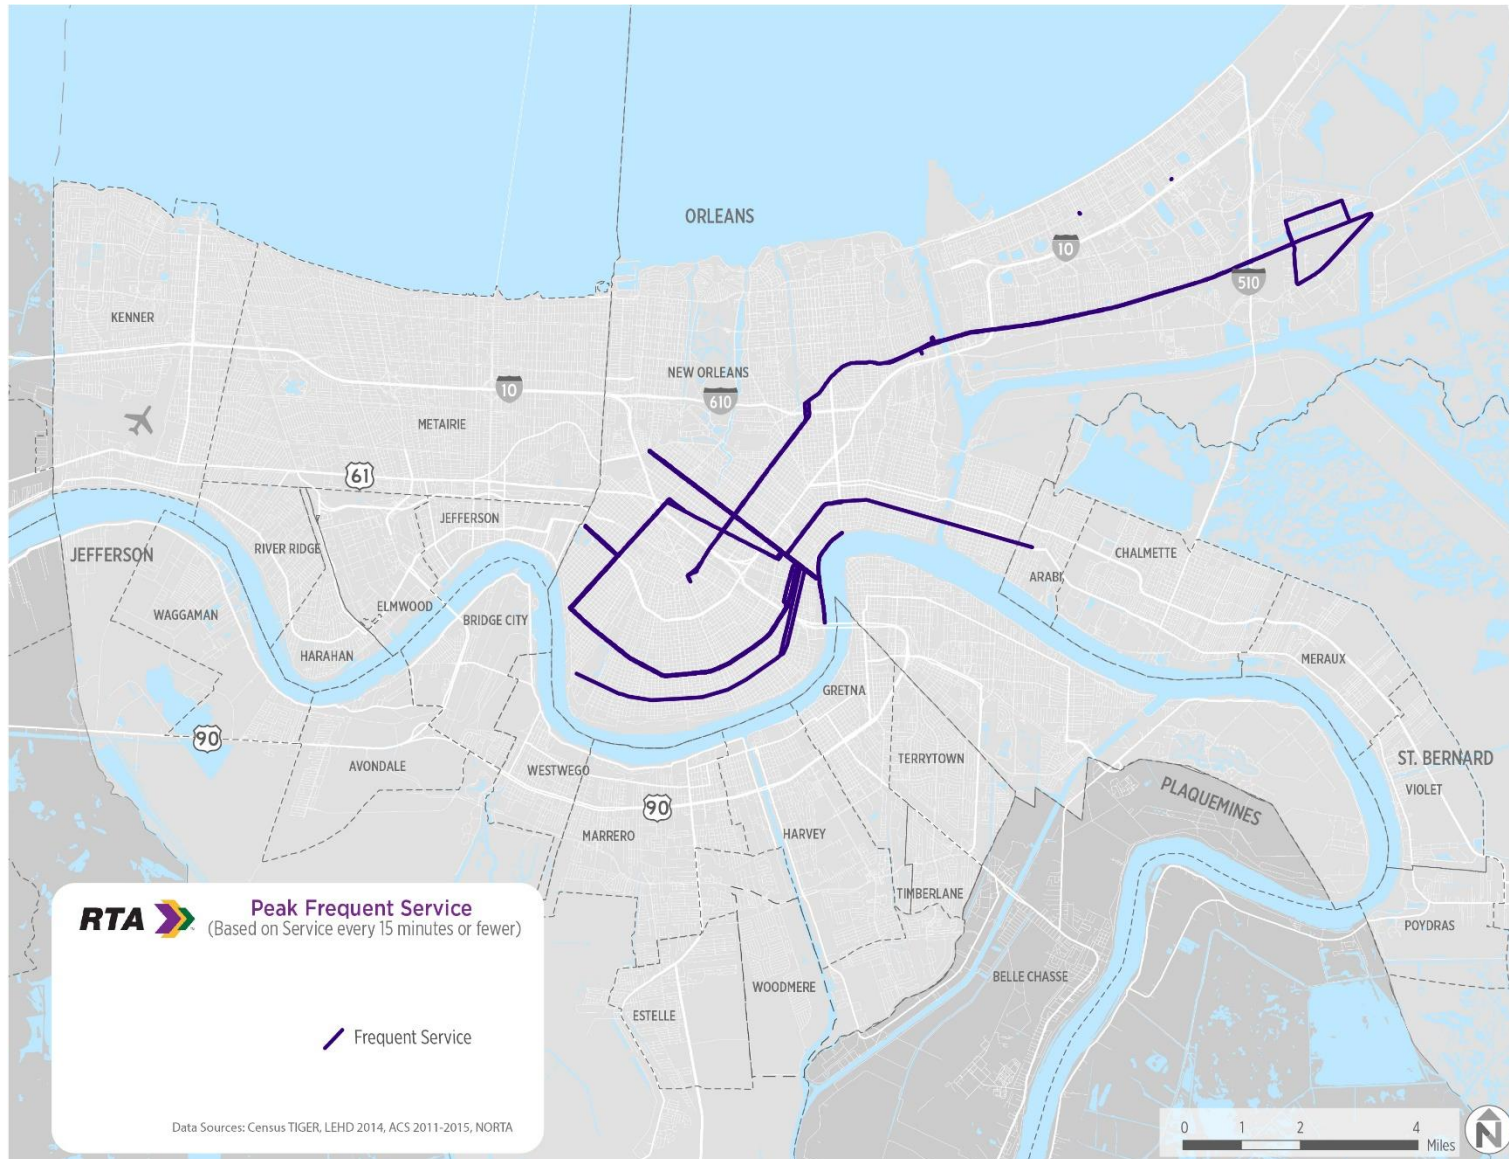 ORLEANS
10
510
KENNER
NEW ORLEANS
10
610
METAIRIE
61
JEFFERSON
RIVER RIDGE
JEFFERSON
CHALMETTE
ARABI
ELMWOOD
WAGGAMAN
BRIDGE CITY
HARAHAN
MERAUX
GRETNA
90
AVONDALE
WESTWEGO
TERRYTOWN
ST. BERNARD
VIOLET
PLAQUEMINES
90
MARRERO
HARVEY
TIMBERLANE
POYDRAS
BELLE CHASSE
WOODMERE
ESTELLE
RTA
Peak Frequent Service
(Based on Service every 15 minutes or fewer)
Frequent Service
Data Sources: Census TIGER, LEHD 2014, ACS 2011-2015, NORTA
0 1 2 4
Miles
N